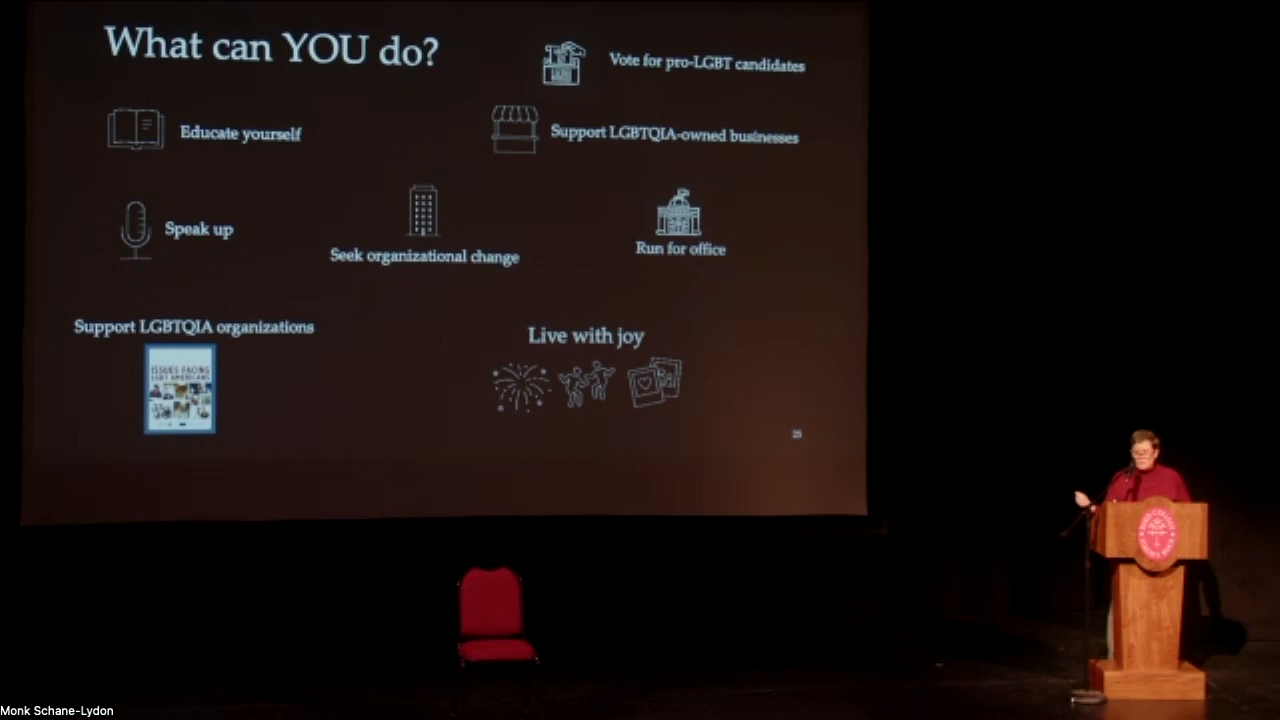 What can YOU do?
Vote for pro-LGBT candidates
Educate yourself
Support LGBTQIA-owned businesses
Speak up
Seek organizational change
Run for office
Support LGBTQIA organizations
ISSUES FACING
LGBT AMERICANS
Live with joy
25
Monk Schane-Lydon